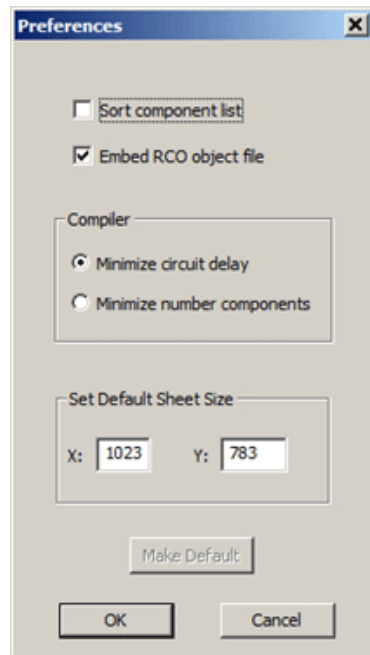 Preferences
Sort component list
Embed RCO object file
Compiler
Minimize circuit delay
Minimize number components
Set Default Sheet Size
X: 1023 Y: 783
Make Default
OK Cancel